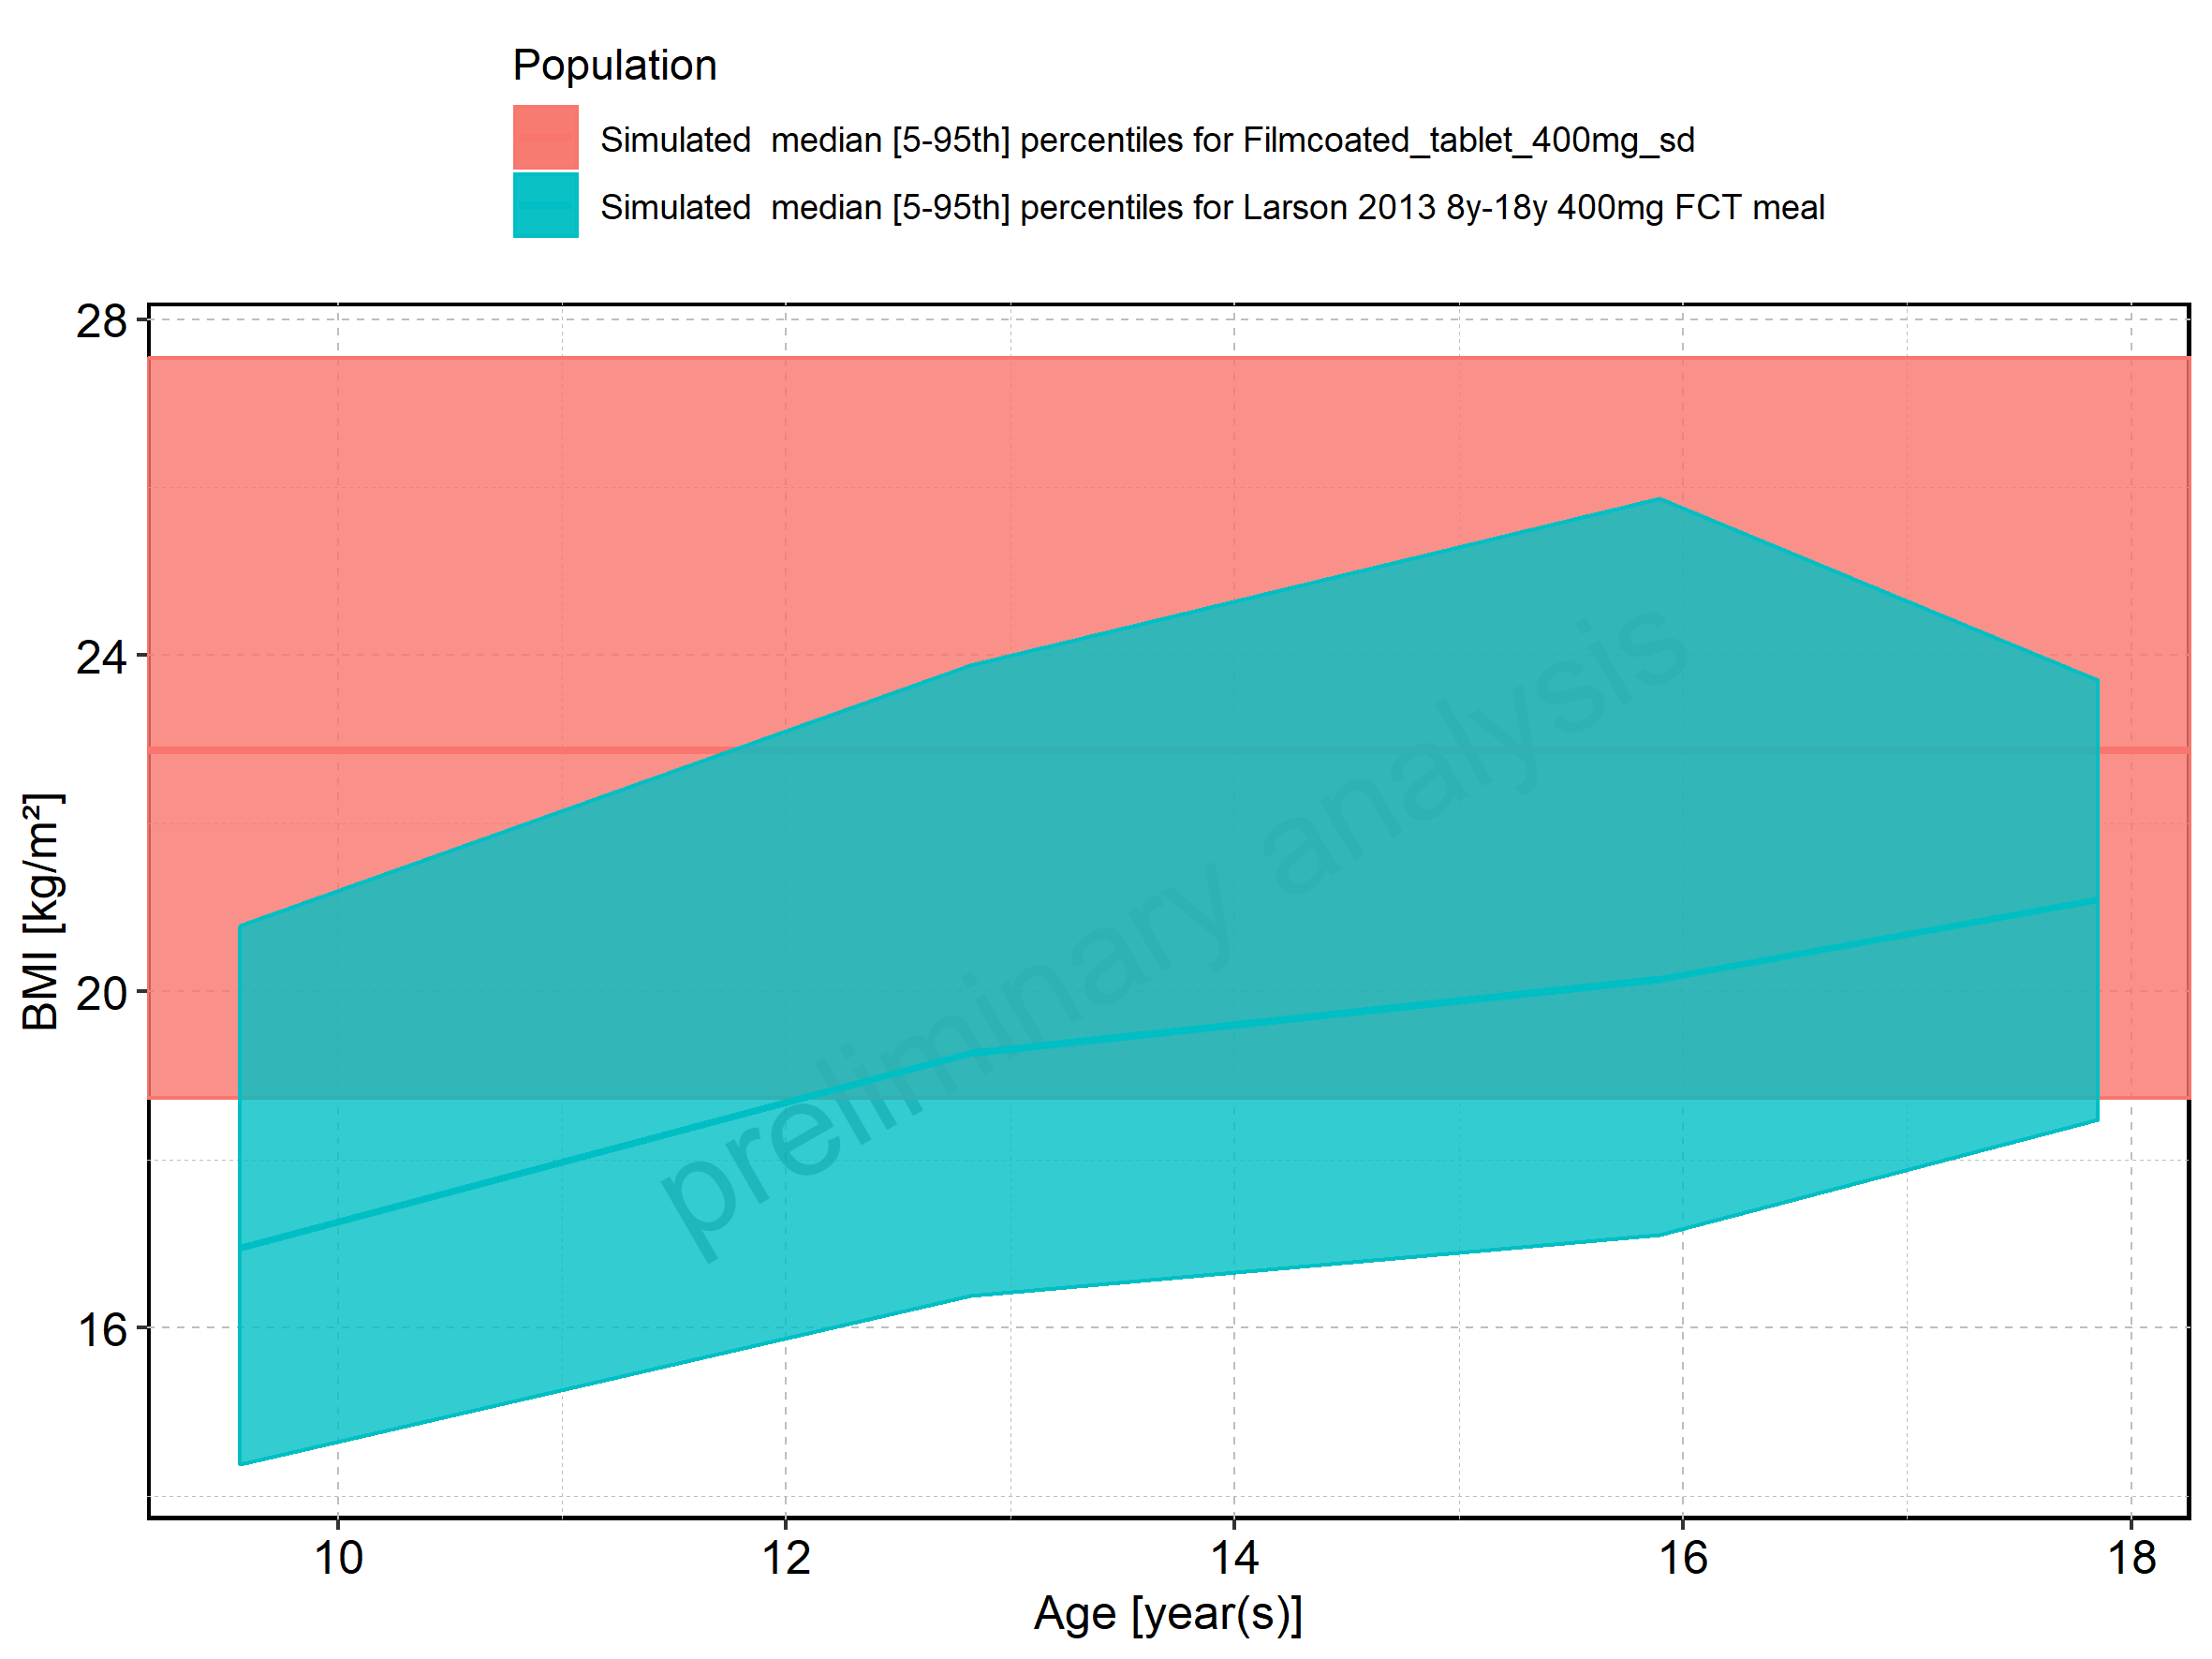 Population
Simulated  median [5-95th] percentiles for Filmcoated_tablet_400mg_sd
Simulated  median [5-95th] percentiles for Larson 2013 8y-18y 400mg FCT meal
28
24
20
16
BMI [kg/m²]
preliminary analysis
10 12 14 16 18
Age [year(s)]